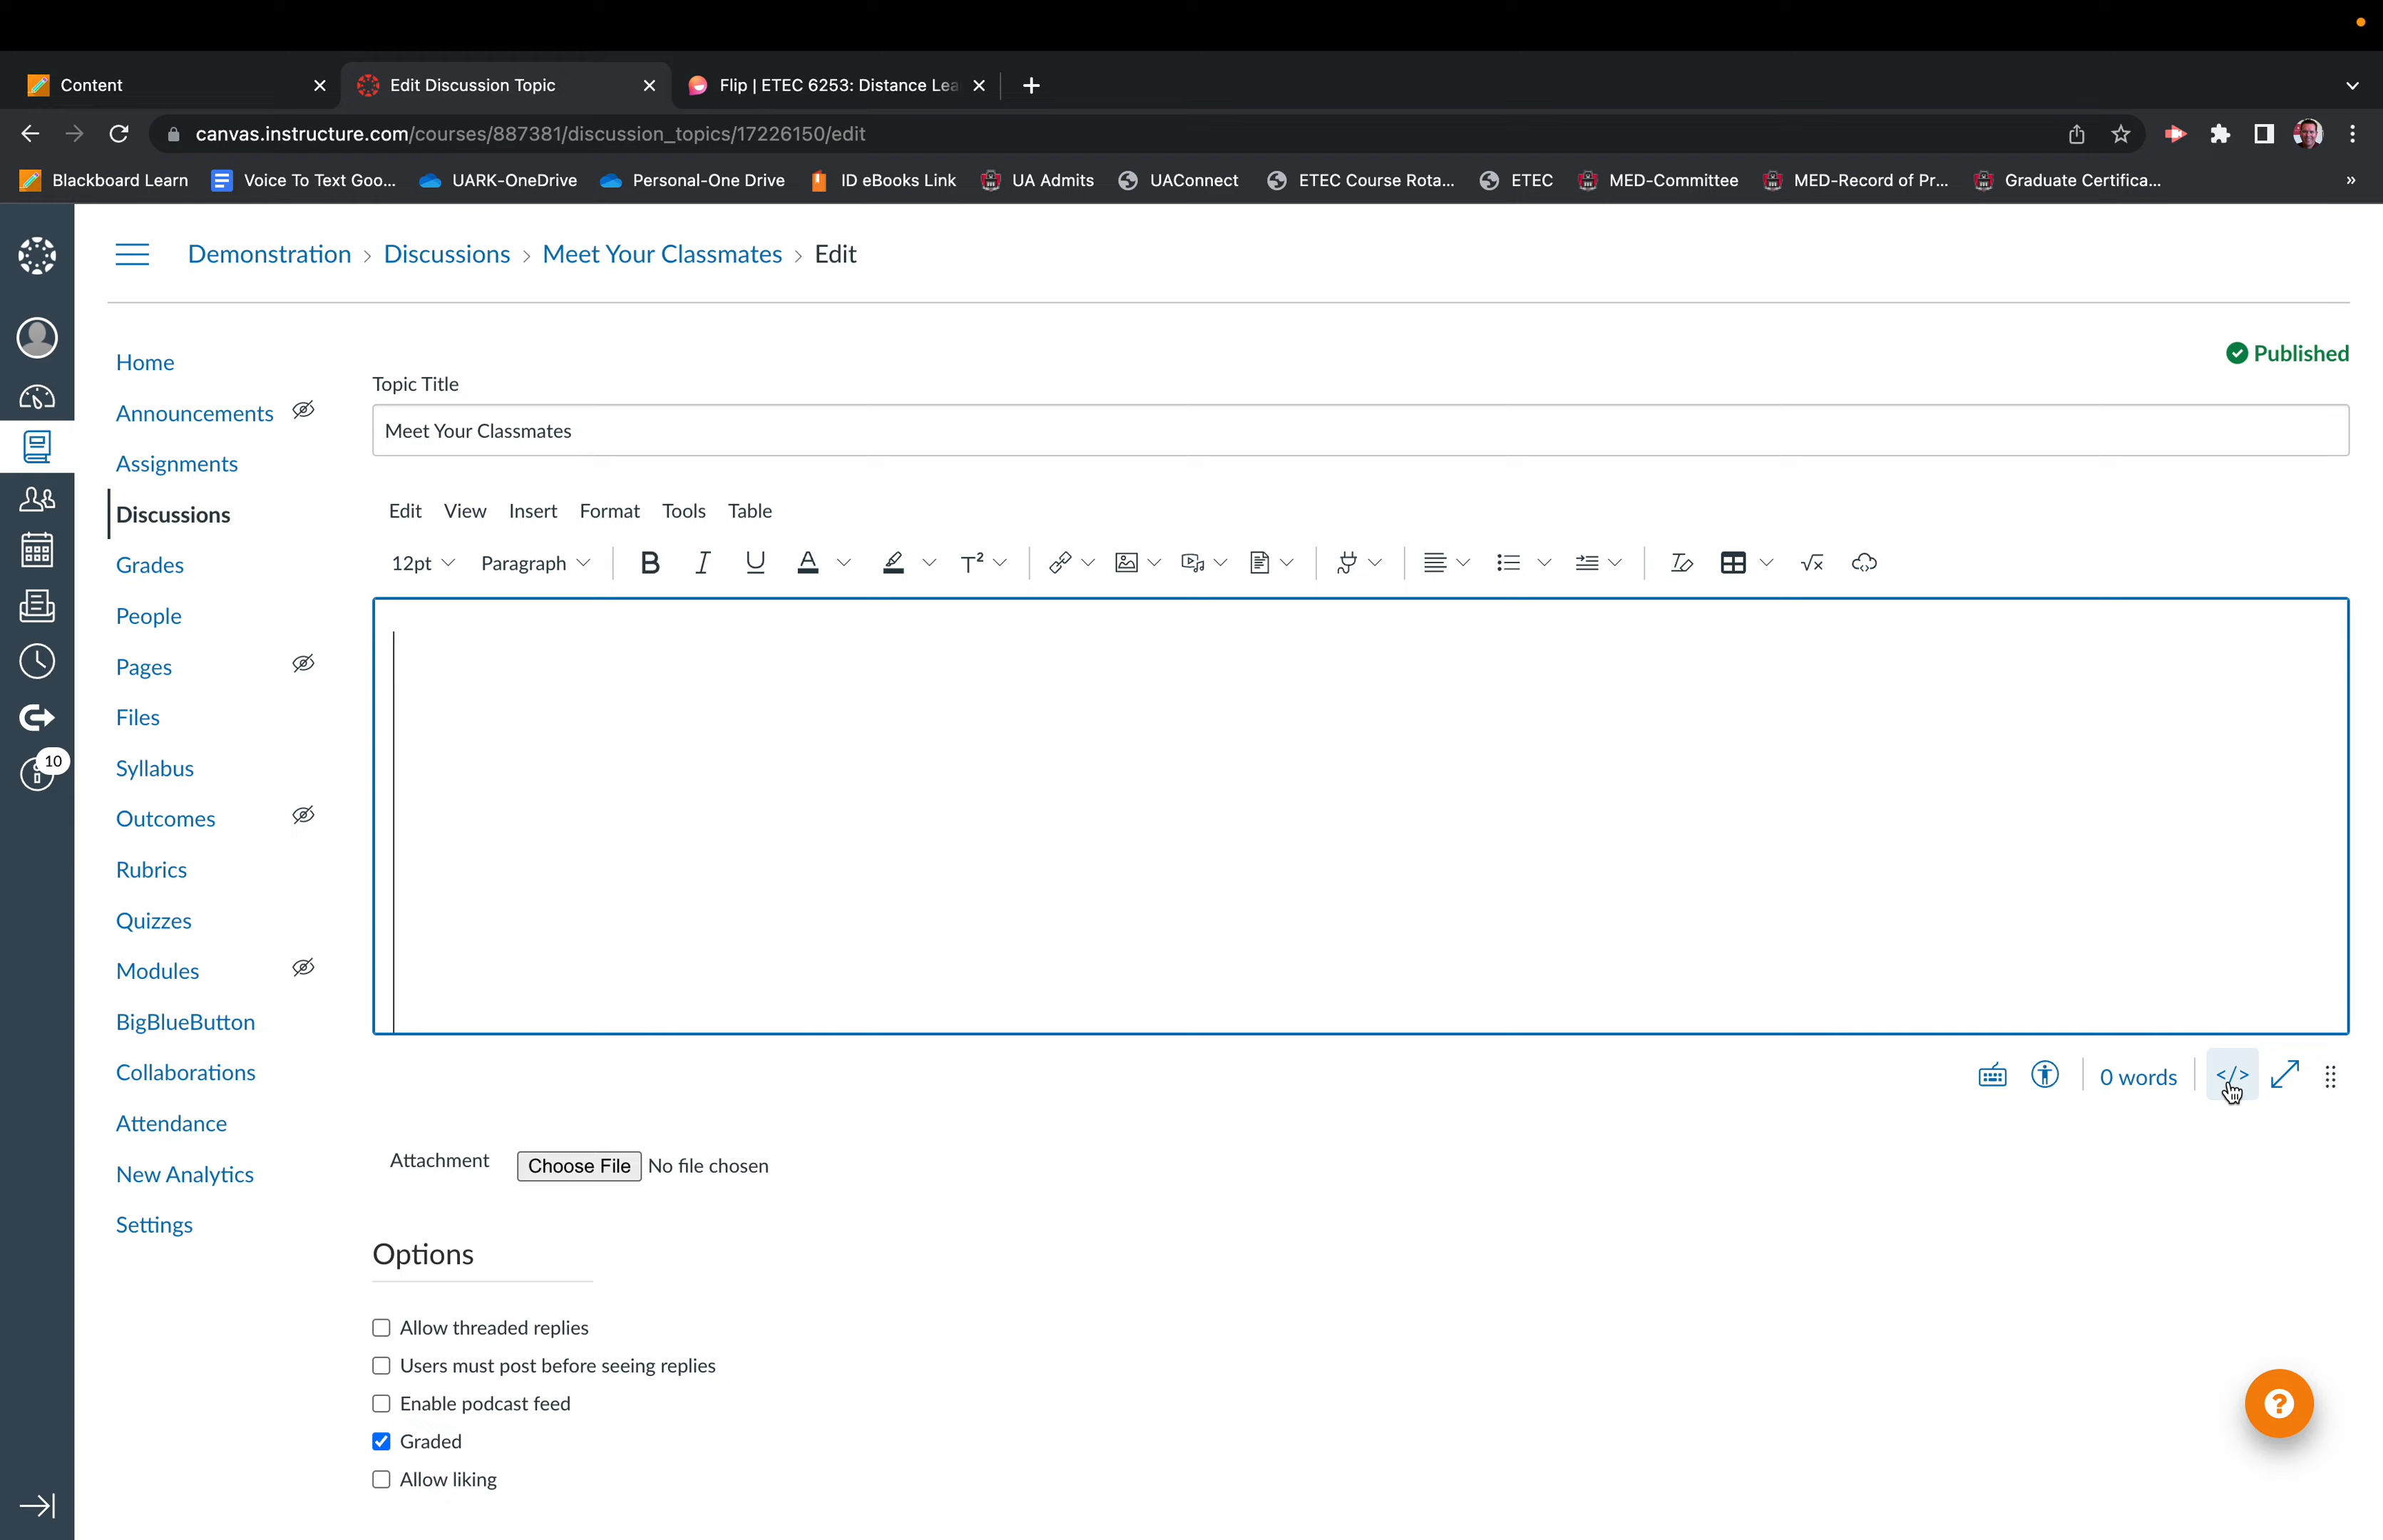 Content
Edit Discussion Topic
Flip | ETEC 6253: Distance Lea
canvas.instructure.com/courses/887381/discussion_topics/17226150/edit
Blackboard Learn
Voice To Text Goo...
UARK-OneDrive
Personal-One Drive
ID eBooks Link
UA Admits
UAConnect
ETEC Course Rota...
ETEC
MED-Committee
MED-Record of Pr...
Graduate Certifica...
»
Demonstration > Discussions > Meet Your Classmates > Edit
10
Home
Announcements
Assignments
Discussions
Grades
People
Pages
Files
Syllabus
Outcomes
Rubrics
Quizzes
Modules
BigBlueButton
Collaborations
Attendance
New Analytics
Settings
Published
Topic Title
Meet Your Classmates
Edit View Insert Format Tools Table
12pt Paragraph B I U A T²
0 words </>
Attachment Choose File No file chosen
Options
Allow threaded replies
Users must post before seeing replies
Enable podcast feed
Graded
Allow liking
?